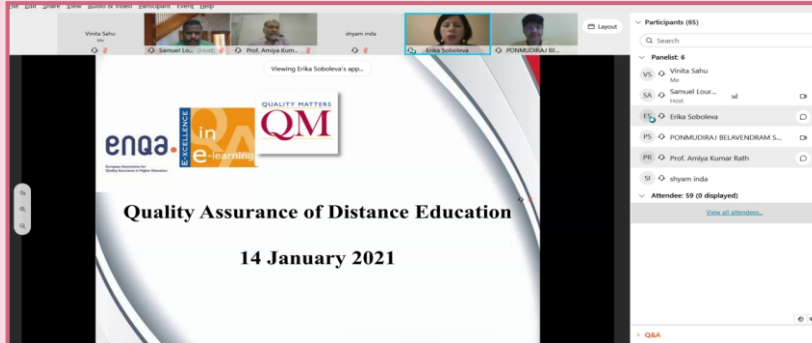 File Edit Share View Audio & Video Participant Event Help
Vinita Sahu
Me
Samuel Lo... (Host)
Prof. Amiya Kum...
shyam inda
Erika Soboleva
PONMUDIRAJ BE...
Layout
Viewing Erika Soboleva's app...
enqa.
European Association for
Quality Assurance in Higher Education
E-XCELLENCE
in
e-learning
QUALITY MATTERS
QM
Quality Assurance of Distance Education
14 January 2021
Participants (65)
Search
Panelist: 6
VS Vinita Sahu
Me
SA Samuel Lour...
Host
ES Erika Soboleva
PS PONMUDIRAJ BELAVENDRAM S...
PR Prof. Amiya Kumar Rath
SI shyam inda
Attendee: 59 (0 displayed)
View all attendees...
Q&A